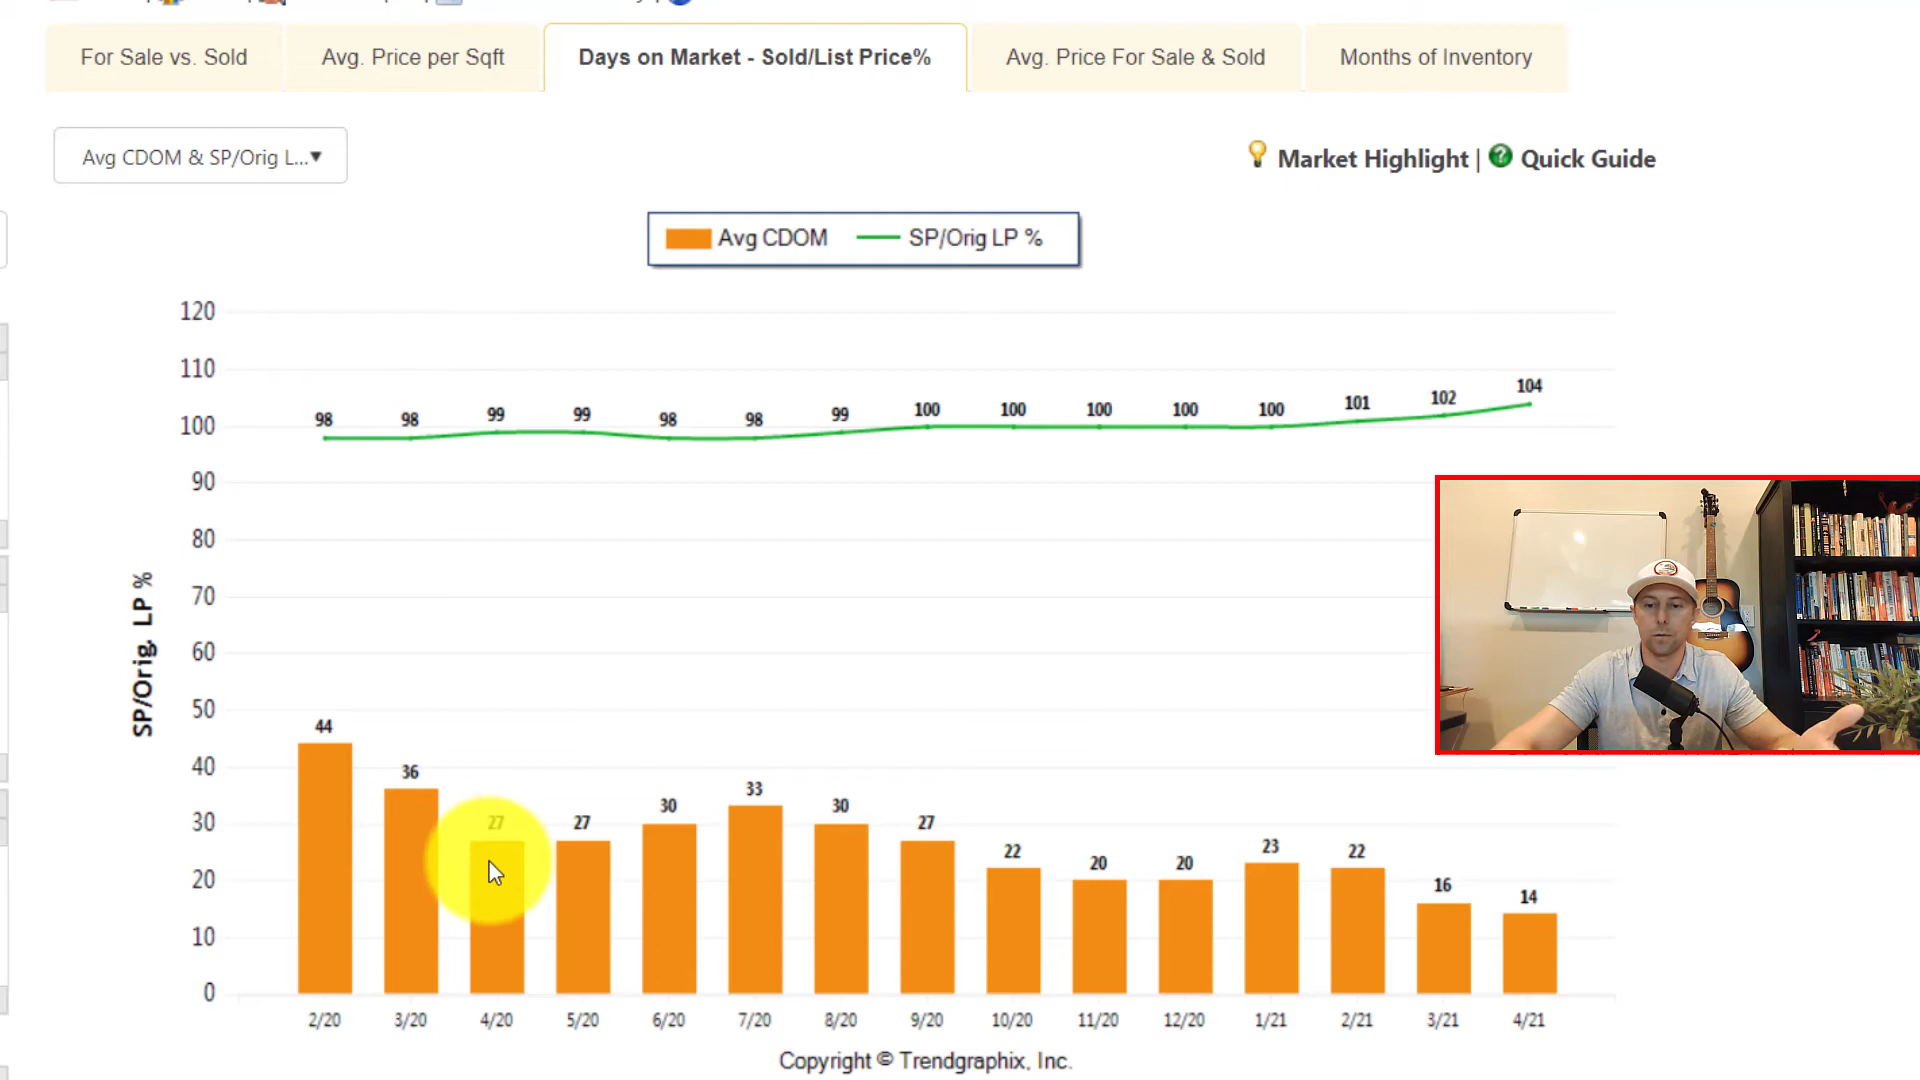 For Sale vs. Sold
Avg. Price per Sqft
Days on Market - Sold/List Price%
Avg. Price For Sale & Sold
Months of Inventory
Avg CDOM & SP/Orig L...▼
Market Highlight | Quick Guide
Avg CDOM SP/Orig LP %
120
110
100
90
80
70
60
50
40
30
20
10
0
SP/Orig. LP %
98 98 99 99 98 98 99 100 100 100 100 100 101 102 104
44 36 27 27 30 33 30 27 22 20 20 23 22 16 14
2/20 3/20 4/20 5/20 6/20 7/20 8/20 9/20 10/20 11/20 12/20 1/21 2/21 3/21 4/21
Copyright © Trendgraphix, Inc.